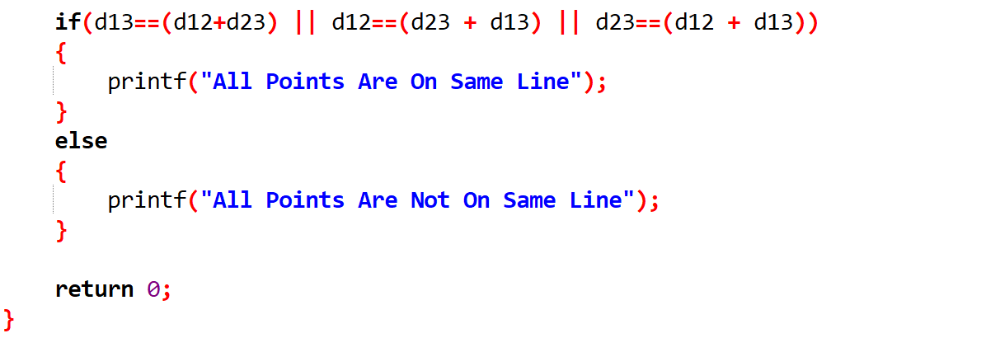 if(d13==(d12+d23) || d12==(d23 + d13) || d23==(d12 + d13))
{
printf("All Points Are On Same Line");
}
else
{
printf("All Points Are Not On Same Line");
}
return 0;
}